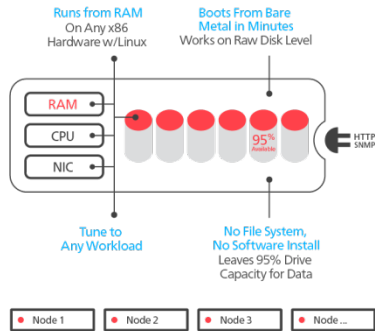 Runs from RAM
On Any x86
Hardware w/Linux
Boots From Bare
Metal in Minutes
Works on Raw Disk Level
RAM
CPU
NIC
95%
Available
HTTP
SNMP
Tune to
Any Workload
No File System,
No Software Install
Leaves 95% Drive
Capacity for Data
Node 1
Node 2
Node 3
Node ...